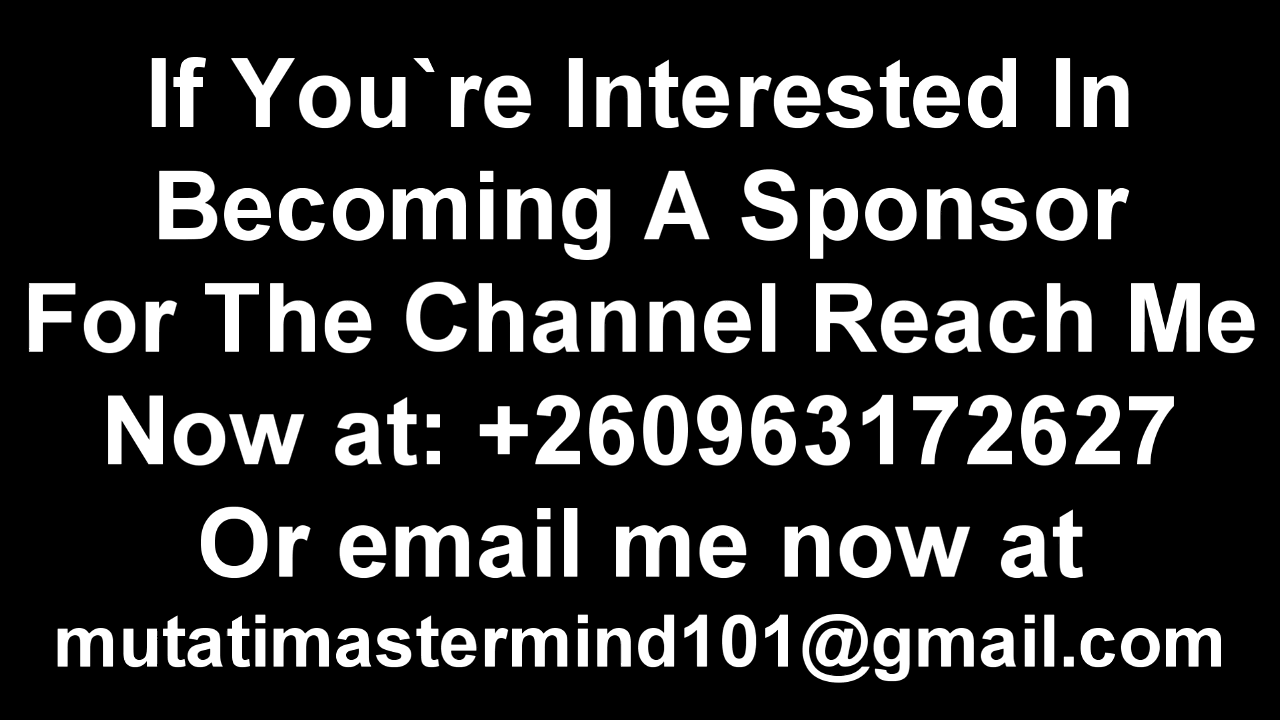 If You`re Interested In
Becoming A Sponsor
For The Channel Reach Me
Now at: +260963172627
Or email me now at
mutatimastermind101@gmail.com